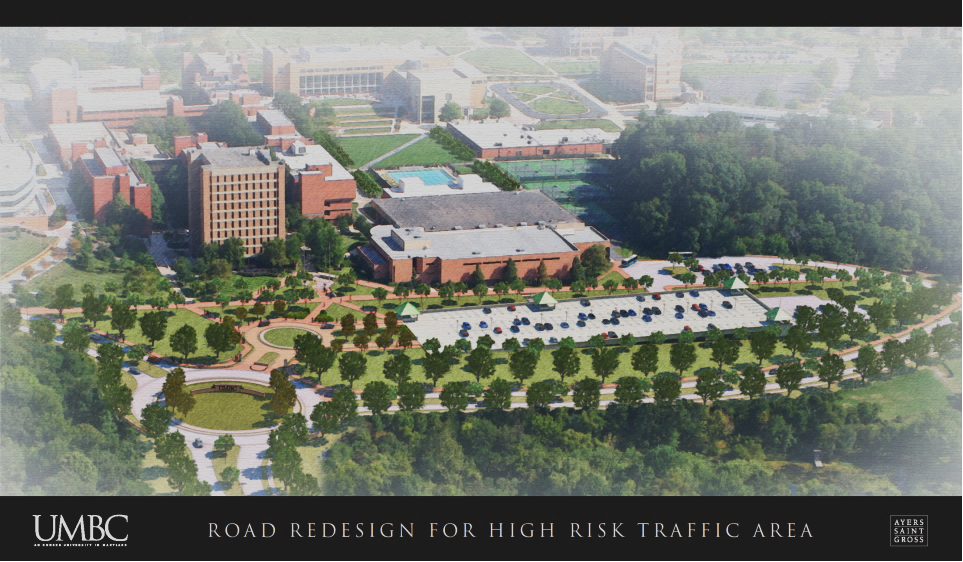 UMBC
AN HONORS UNIVERSITY IN MARYLAND
ROAD REDESIGN FOR HIGH RISK TRAFFIC AREA
AYERS
SAINT
GROSS